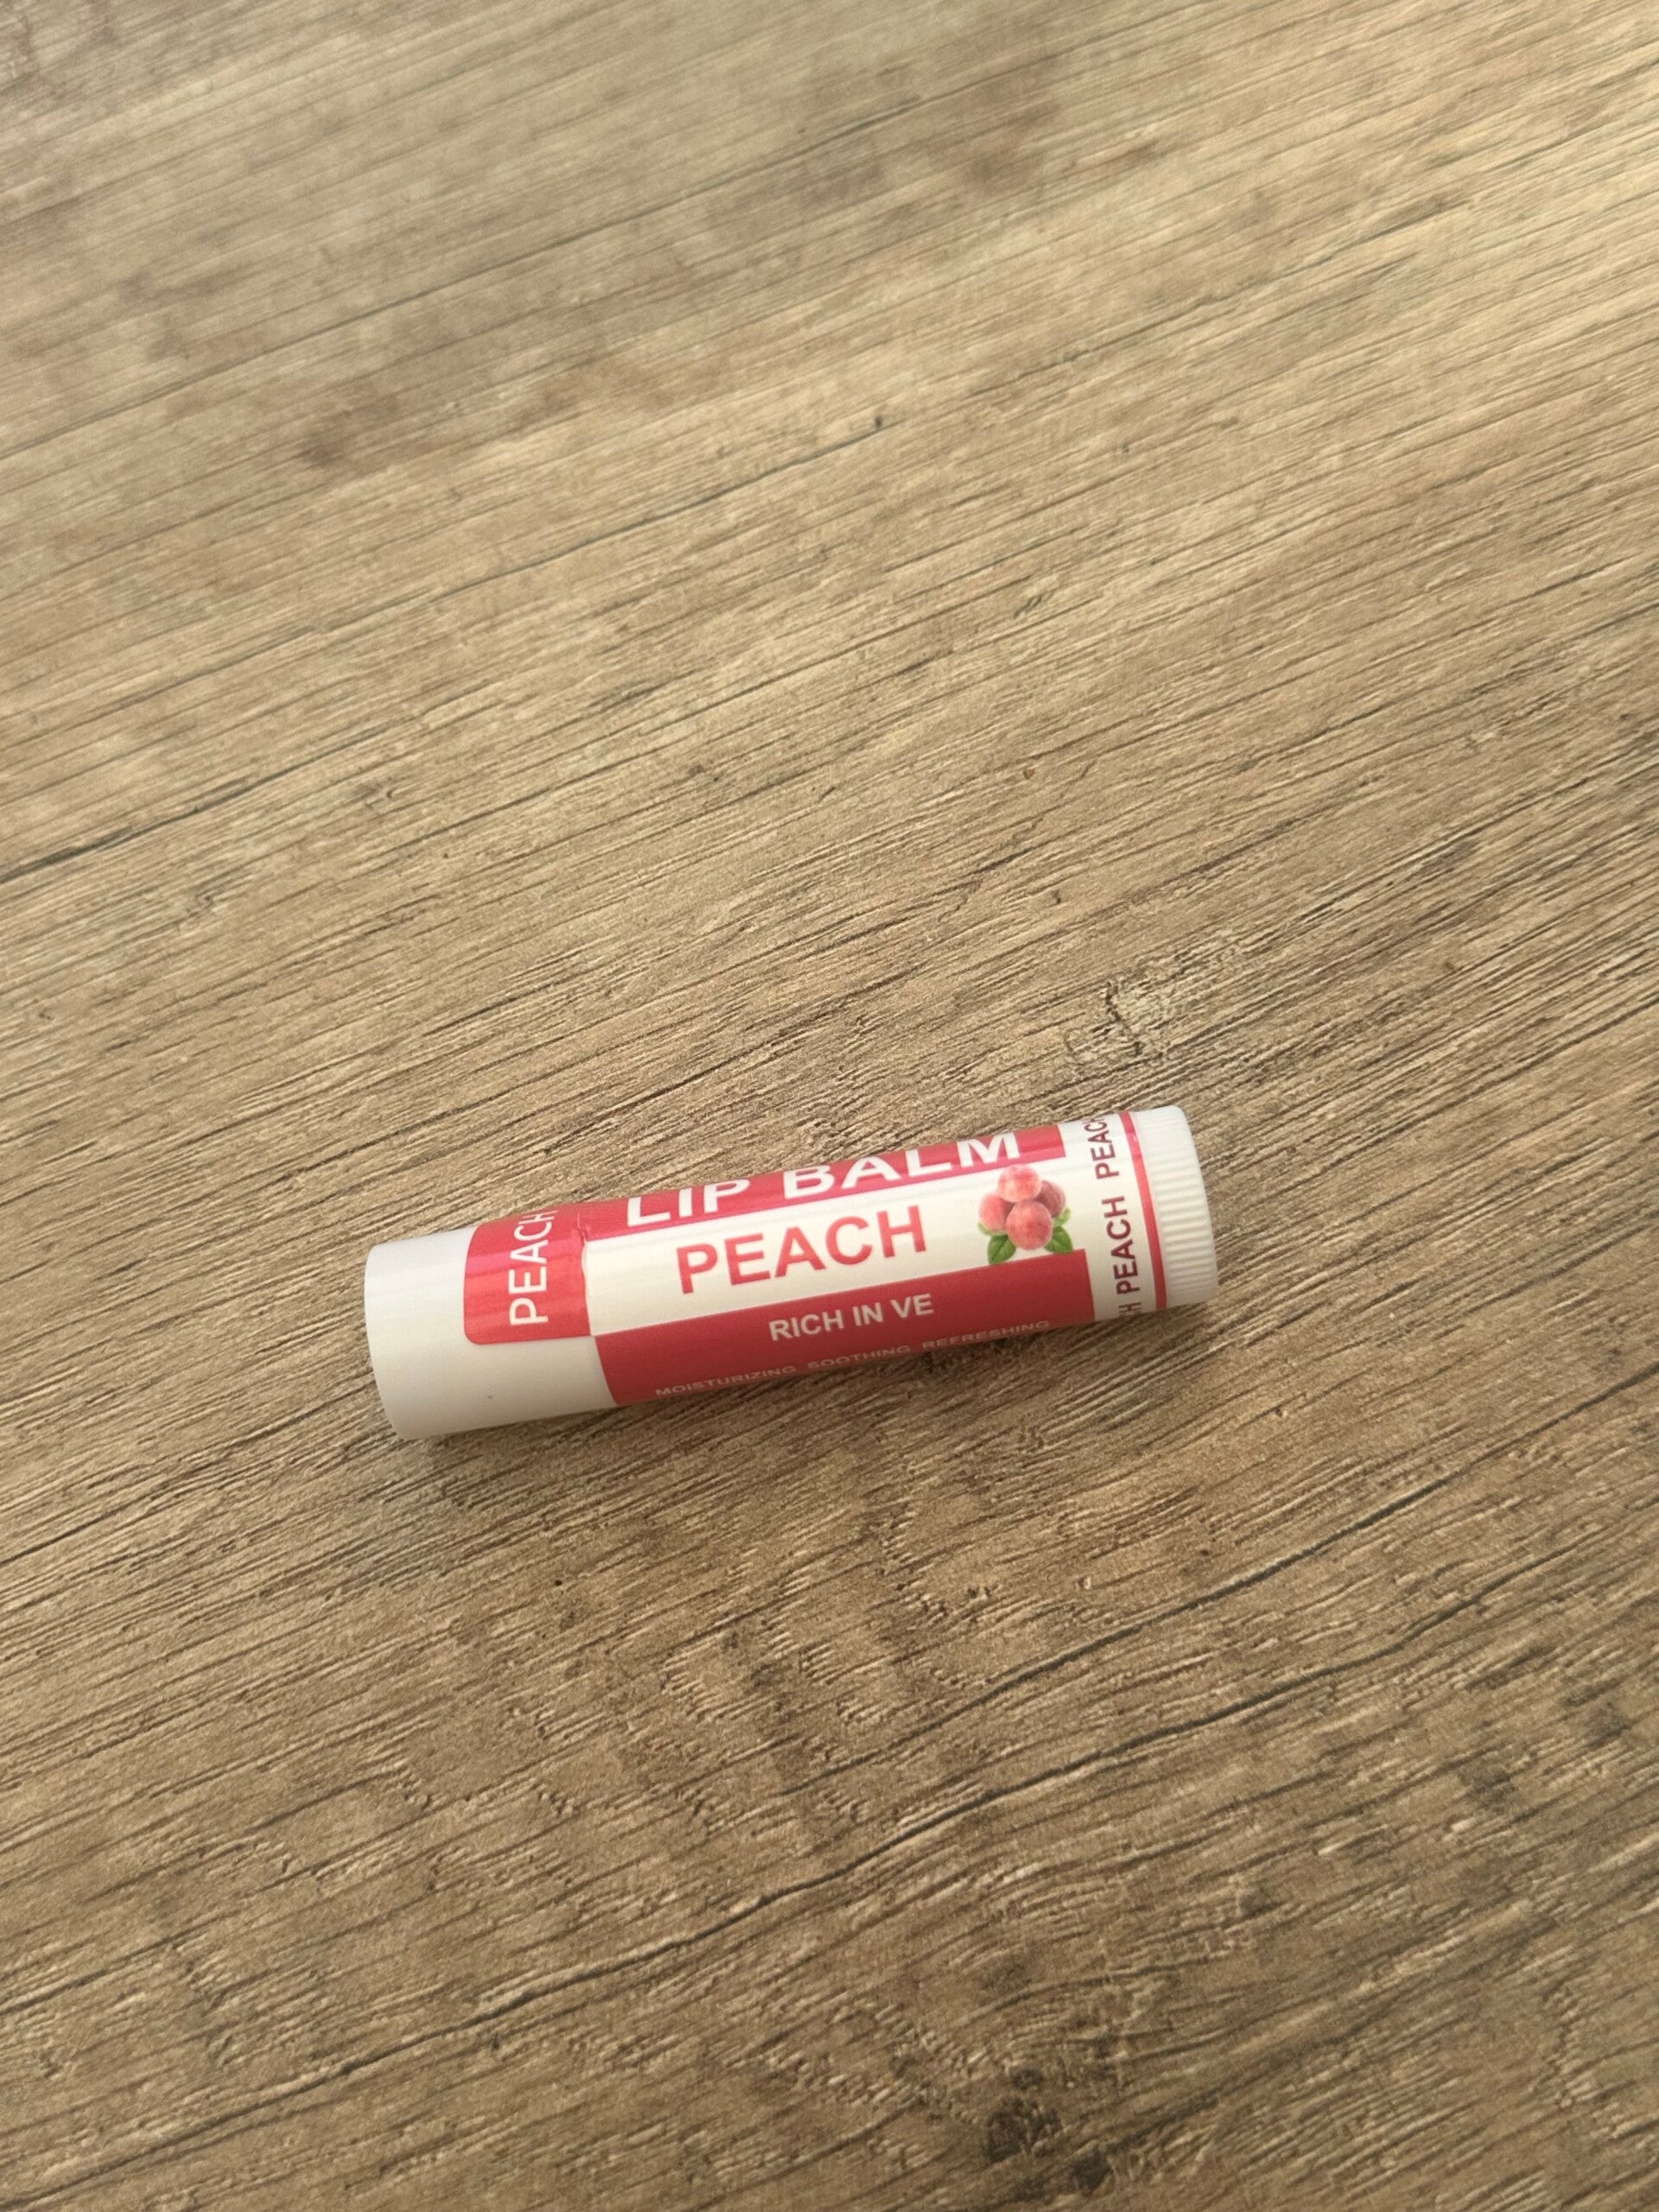 PEACH
LIP BALM
PEACH
RICH IN VE
MOISTURIZING SOOTHING REFRESHING
PEACH PEACH